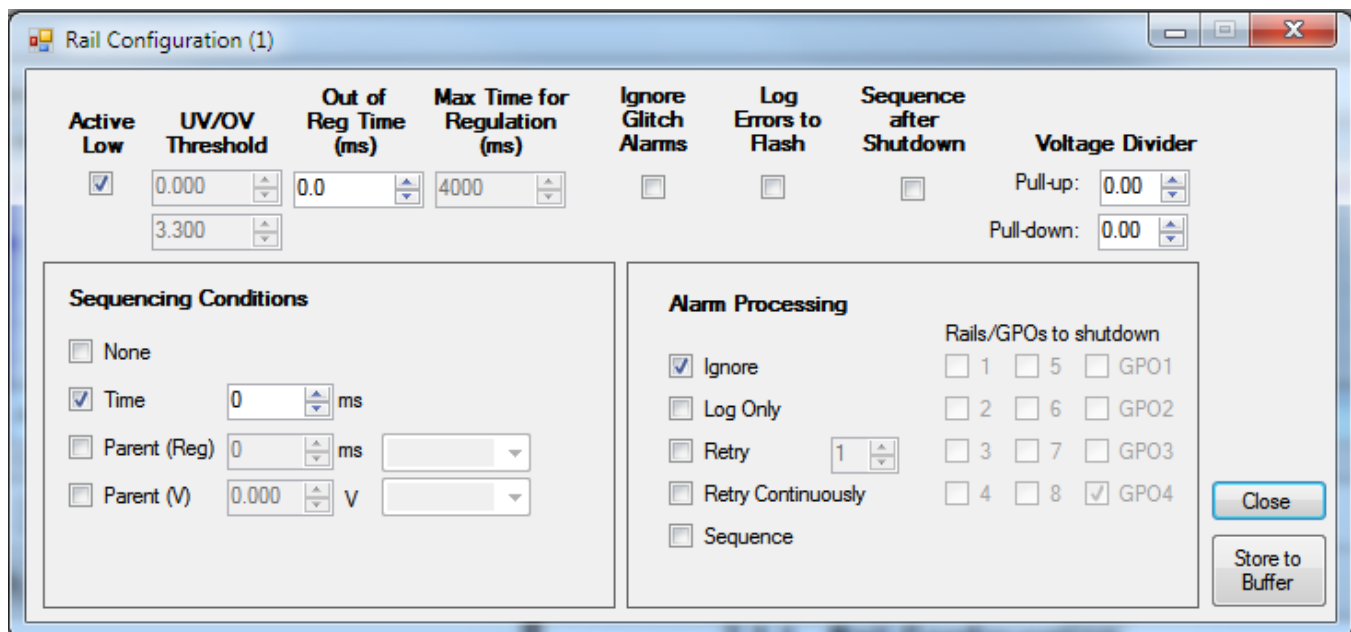 Rail Configuration (1)
Active Low
UV/OV Threshold
Out of Reg Time (ms)
Max Time for Regulation (ms)
Ignore Glitch Alarms
Log Errors to Flash
Sequence after Shutdown
Voltage Divider
0.000
0.0
4000
Pull-up: 0.00
3.300
Pull-down: 0.00
Sequencing Conditions
None
Time 0 ms
Parent (Reg) 0 ms
Parent (V) 0.000 V
Alarm Processing
Rails/GPOs to shutdown
Ignore 1 5 GPO1
Log Only 2 6 GPO2
Retry 1 3 7 GPO3
Retry Continuously 4 8 GPO4
Sequence
Close
Store to
Buffer